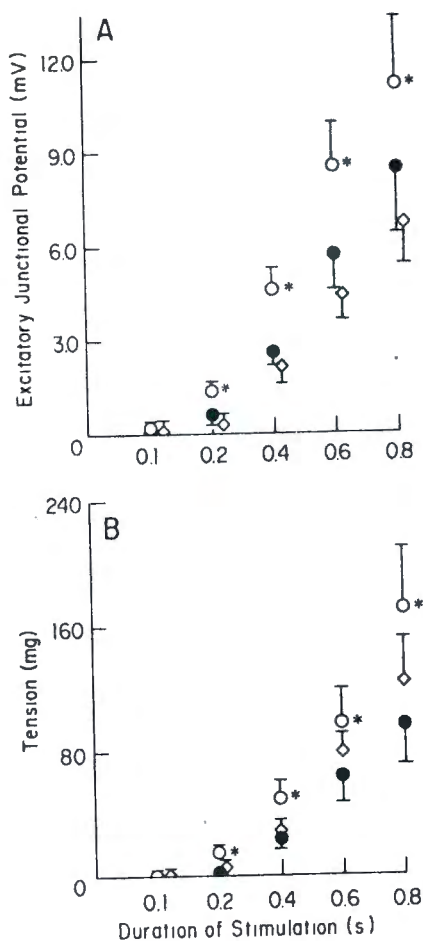 A
Excitatory Junctional Potential (mV)
12.0
9.0
6.0
3.0
0
0.1 0.2 0.4 0.6 0.8
*
*
*
*
B
Tension (mg)
240
160
80
0
0.1 0.2 0.4 0.6 0.8
*
*
*
*
Duration of Stimulation (s)